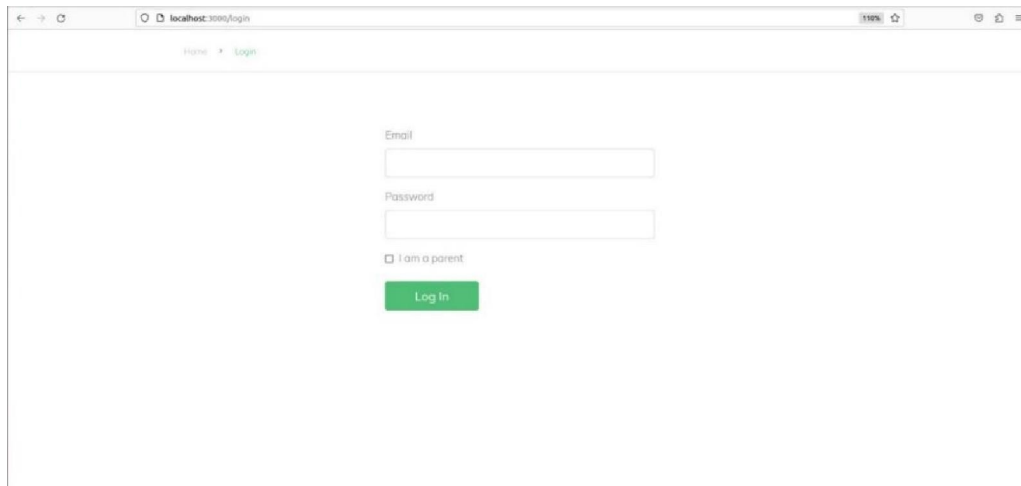 localhost:3000/login
110%
Home Login
Email
Password
I am a parent
Log In